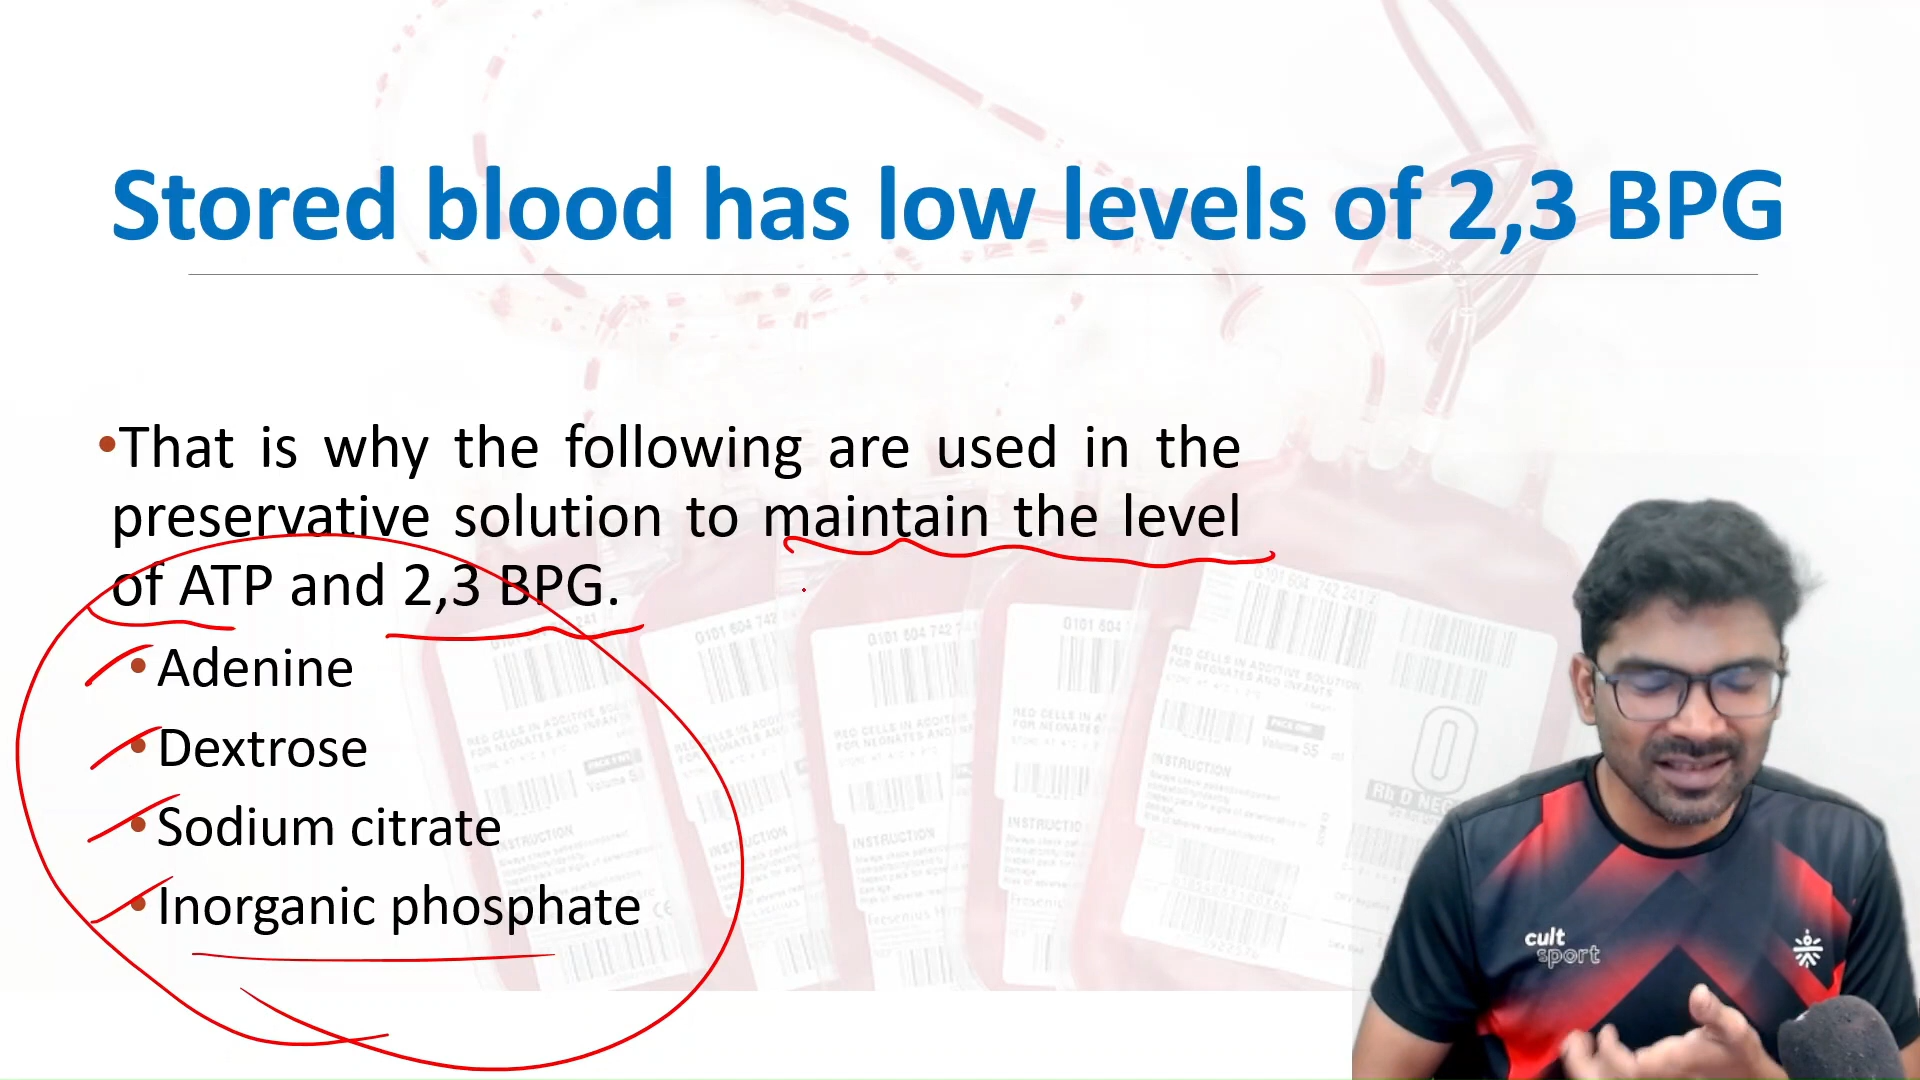 Stored blood has low levels of 2,3 BPG
•That is why the following are used in the
preservative solution to maintain the level
of ATP and 2,3 BPG.
• Adenine
• Dextrose
• Sodium citrate
• Inorganic phosphate
INSTRUCTION
INSTRUCTION
cult
sport